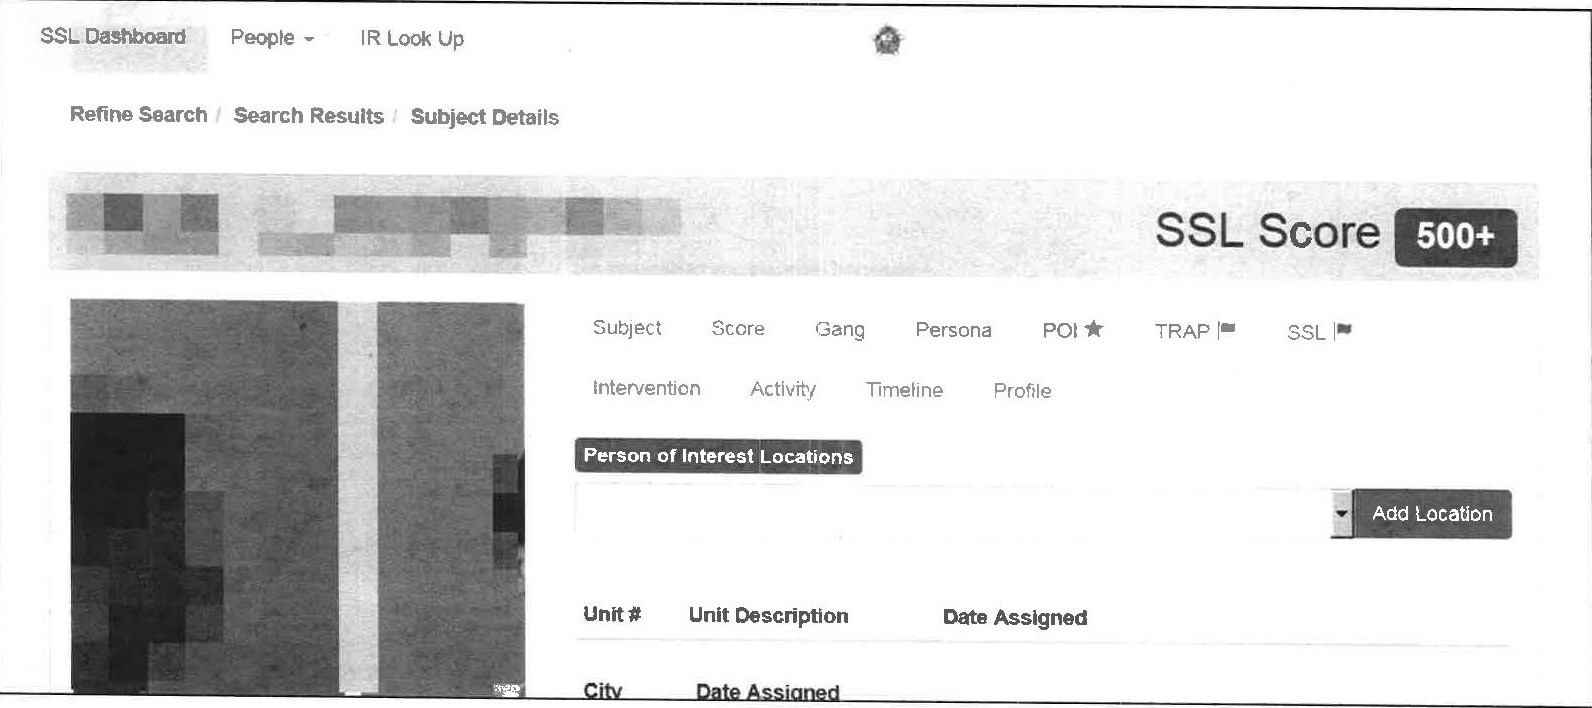 SSL Dashboard People IR Look Up
Refine Search / Search Results / Subject Details
SSL Score 500+
Subject Score Gang Persona POI ★ TRAP SSL
Intervention Activity Timeline Profile
Person of Interest Locations
Add Location
Unit # Unit Description Date Assigned
City Date Assigned